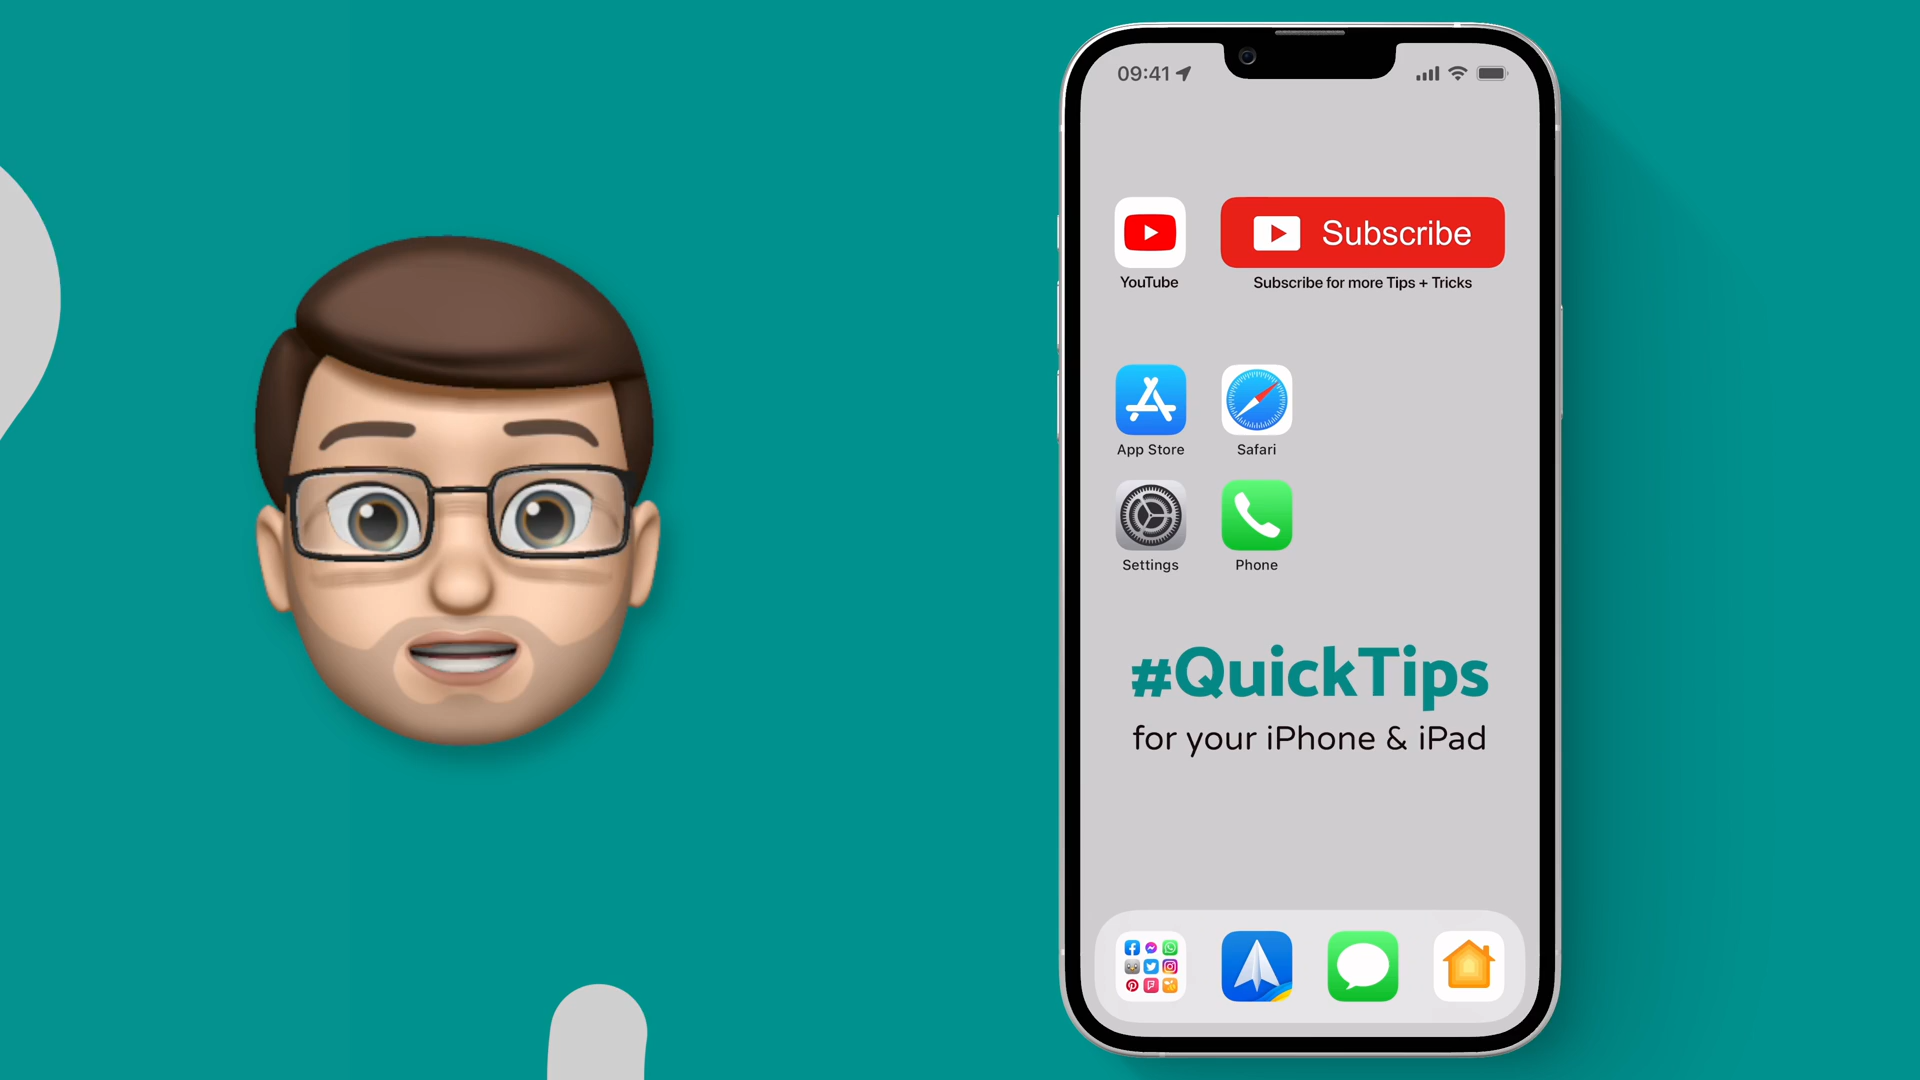 09:41
Subscribe
YouTube
Subscribe for more Tips + Tricks
App Store
Safari
Settings
Phone
#QuickTips
for your iPhone & iPad